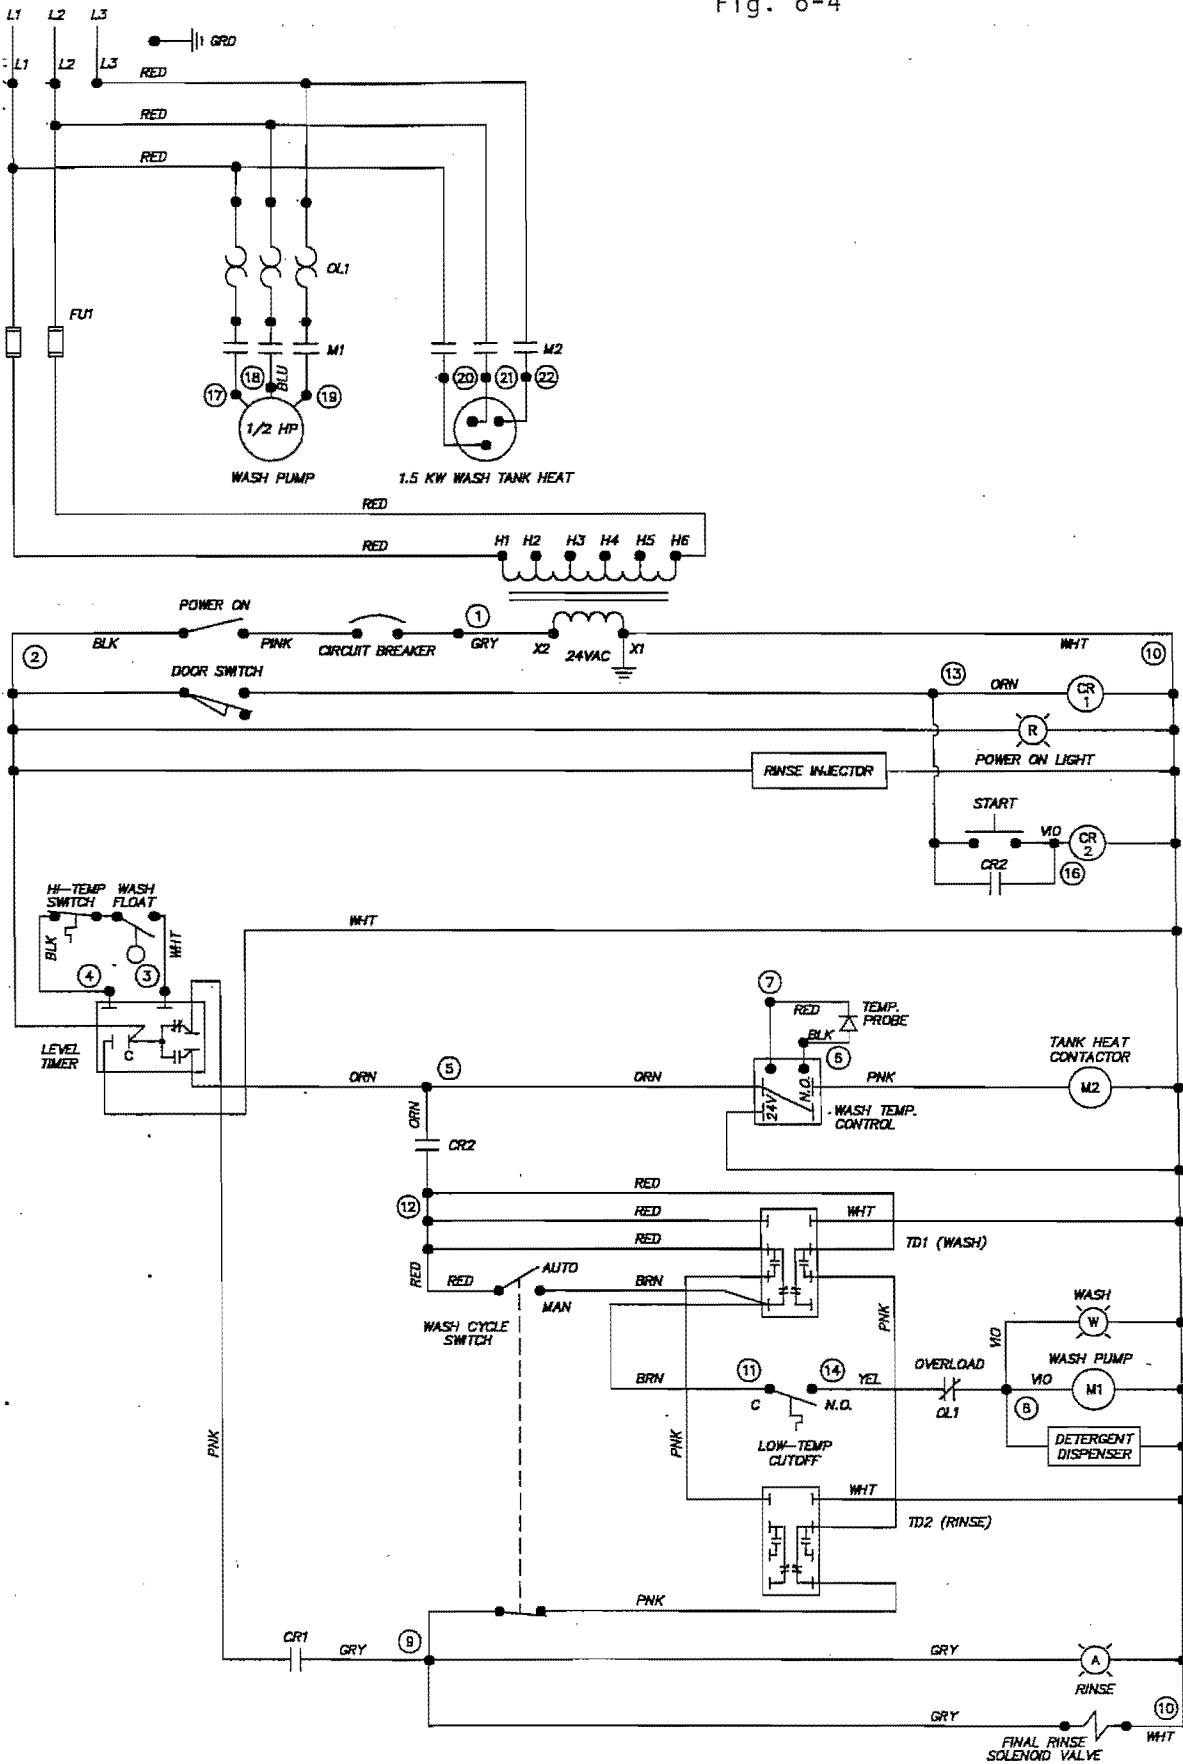 Fig. 8-4
L1 L2 L3
GRD
L1 L2 L3
RED
RED
RED
OL1
FU1
M1
M2
17
18
BLU
19
20
21
22
1/2 HP
WASH PUMP
1.5 KW WASH TANK HEAT
RED
RED
H1 H2 H3 H4 H5 H6
POWER ON
1
2
BLK
PINK
CIRCUIT BREAKER
GRY
X2
24VAC
X1
WHT
10
DOOR SWITCH
13
ORN
CR
1
R
POWER ON LIGHT
RINSE INJECTOR
START
VIO
CR
2
CR2
16
HI-TEMP
SWITCH
WASH
FLOAT
WHT
BLK
WHT
4
3
7
RED
TEMP.
PROBE
BLK
6
LEVEL
TIMER
C
ORN
5
ORN
24V
N.O.
PNK
TANK HEAT
CONTACTOR
M2
WASH TEMP.
CONTROL
ORN
CR2
12
RED
RED
WHT
RED
TD1 (WASH)
RED
RED
AUTO
MAN
BRN
WASH CYCLE
SWITCH
PNK
WASH
W
VIO
WASH PUMP
BRN
11
14
YEL
OVERLOAD
OL1
VIO
M1
8
C
N.O.
LOW-TEMP
CUTOFF
DETERGENT
DISPENSER
PNK
PNK
WHT
TD2 (RINSE)
PNK
CR1
GRY
9
GRY
A
RINSE
GRY
10
WHT
FINAL RINSE
SOLENOID VALVE